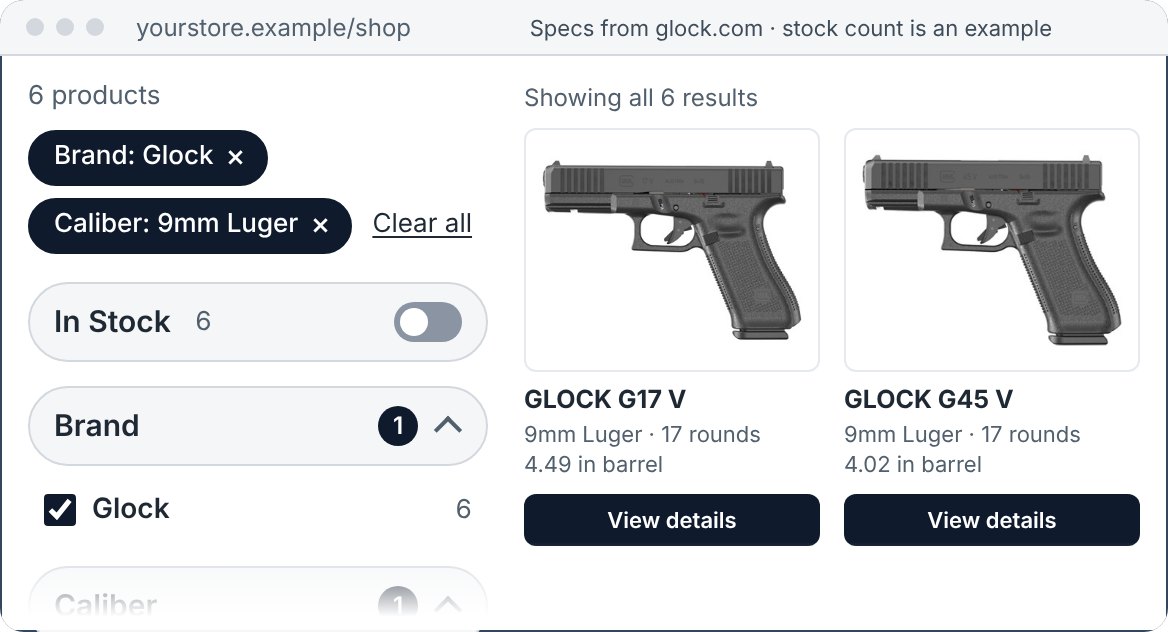 yourstore.example/shop
Specs from glock.com · stock count is an example
6 products
Brand: Glock ×
Caliber: 9mm Luger ×
Clear all
In Stock 6
Brand 1
Glock 6
Caliber 1
Showing all 6 results
GLOCK G17 V
9mm Luger · 17 rounds
4.49 in barrel
View details
GLOCK G45 V
9mm Luger · 17 rounds
4.02 in barrel
View details